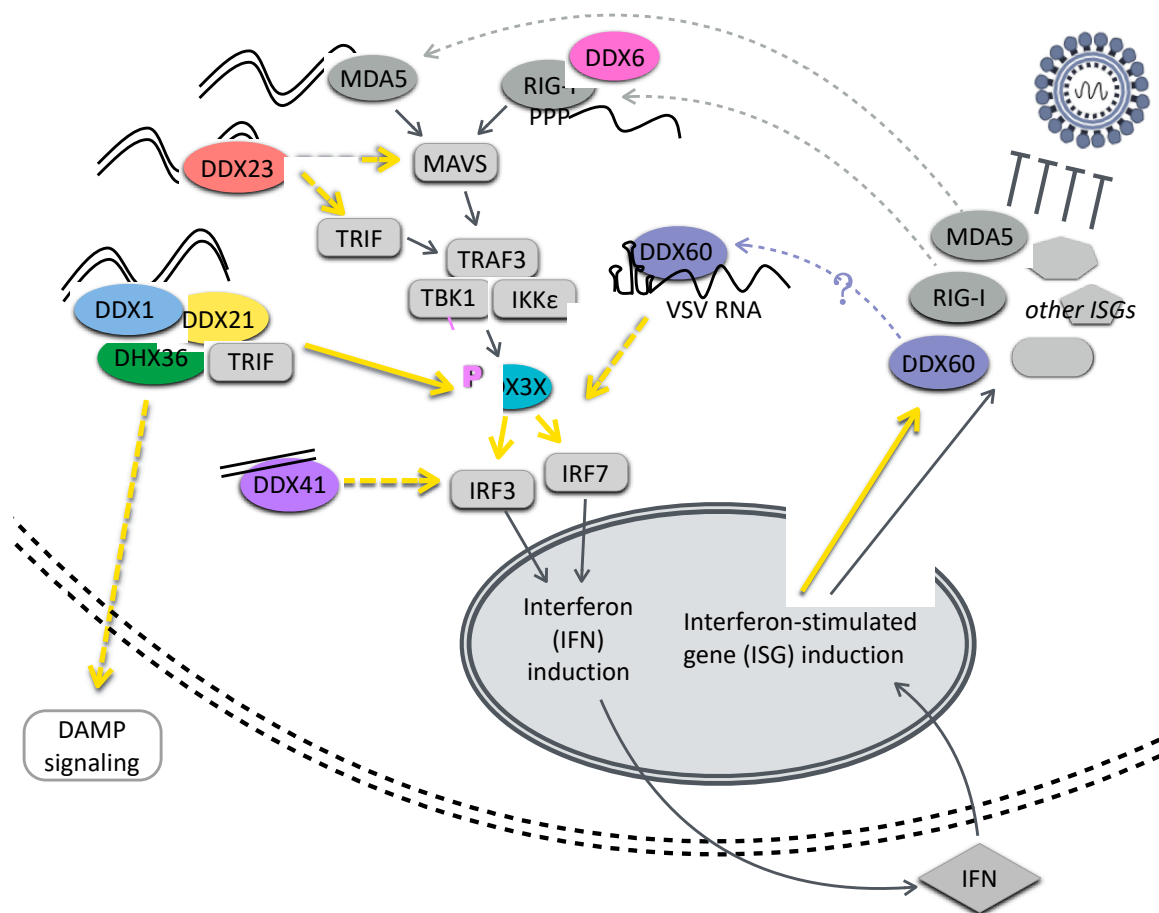 DDX6
MDA5
RIG-I
PPP
DDX23
MAVS
TRIF
TRAF3
DDX60
MDA5
TBK1
IKKε
VSV RNA
?
RIG-I
other ISGs
DDX1
DDX21
DHX36
TRIF
DDX60
P
DX3X
DDX41
IRF3
IRF7
Interferon
(IFN)
induction
Interferon-stimulated
gene (ISG) induction
DAMP
signaling
IFN